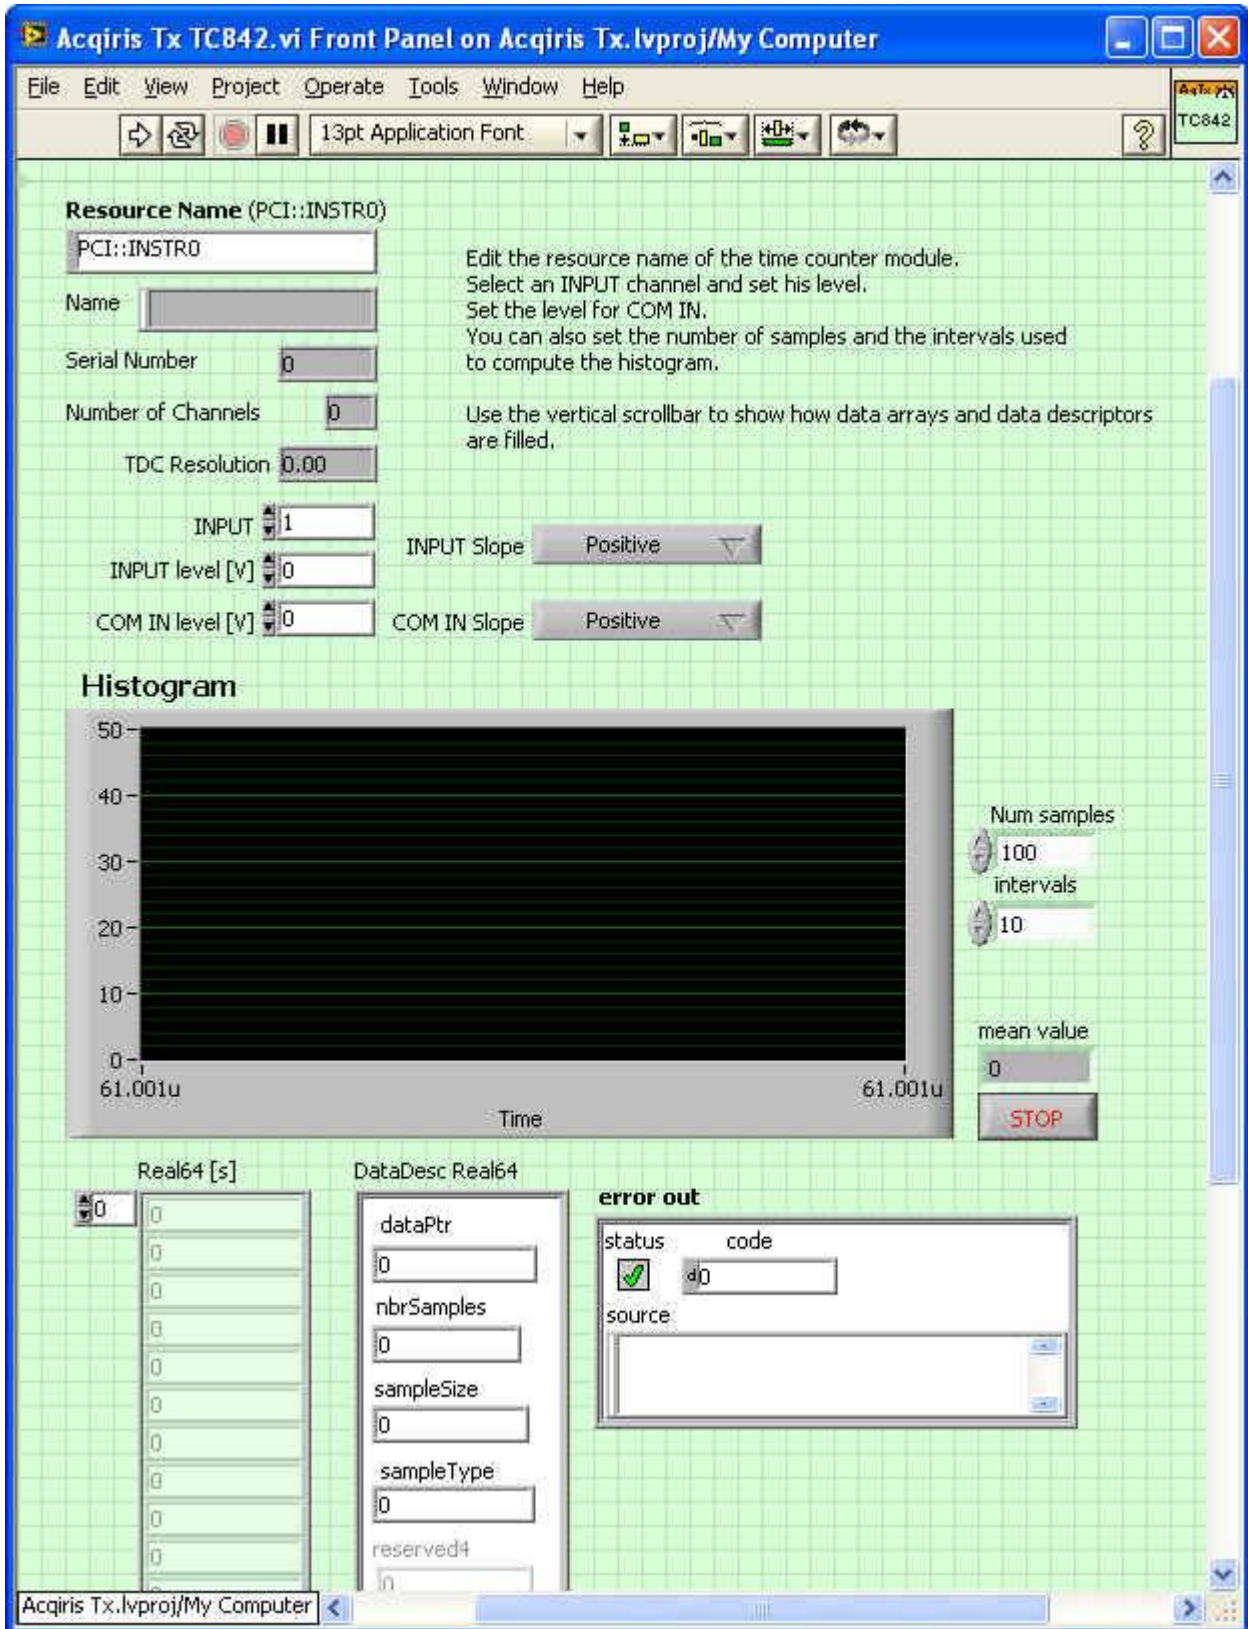 Acqiris Tx TC842.vi Front Panel on Acqiris Tx.lvproj/My Computer
File Edit View Project Operate Tools Window Help
13pt Application Font
TC842
Resource Name (PCI::INSTR0)
PCI::INSTR0
Edit the resource name of the time counter module.
Select an INPUT channel and set his level.
Set the level for COM IN.
You can also set the number of samples and the intervals used
to compute the histogram.
Use the vertical scrollbar to show how data arrays and data descriptors
are filled.
Name
Serial Number 0
Number of Channels 0
TDC Resolution 0.00
INPUT 1
INPUT Slope Positive
INPUT level [V] 0
COM IN level [V] 0
COM IN Slope Positive
Histogram
50
40
30
20
10
0
61.001u 61.001u
Time
Num samples
100
intervals
10
mean value
0
STOP
Real64 [s]
0
0
0
0
0
0
0
0
0
0
0
DataDesc Real64
dataPtr
0
nbrSamples
0
sampleSize
0
sampleType
0
reserved4
0
error out
status code
d0
source
Acqiris Tx.lvproj/My Computer